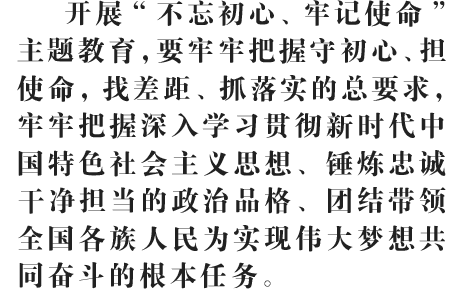 开展“不忘初心、牢记使命”
主题教育,要牢牢把握守初心、担
使命,找差距、抓落实的总要求,
牢牢把握深入学习贯彻新时代中
国特色社会主义思想、锤炼忠诚
干净担当的政治品格、团结带领
全国各族人民为实现伟大梦想共
同奋斗的根本任务。